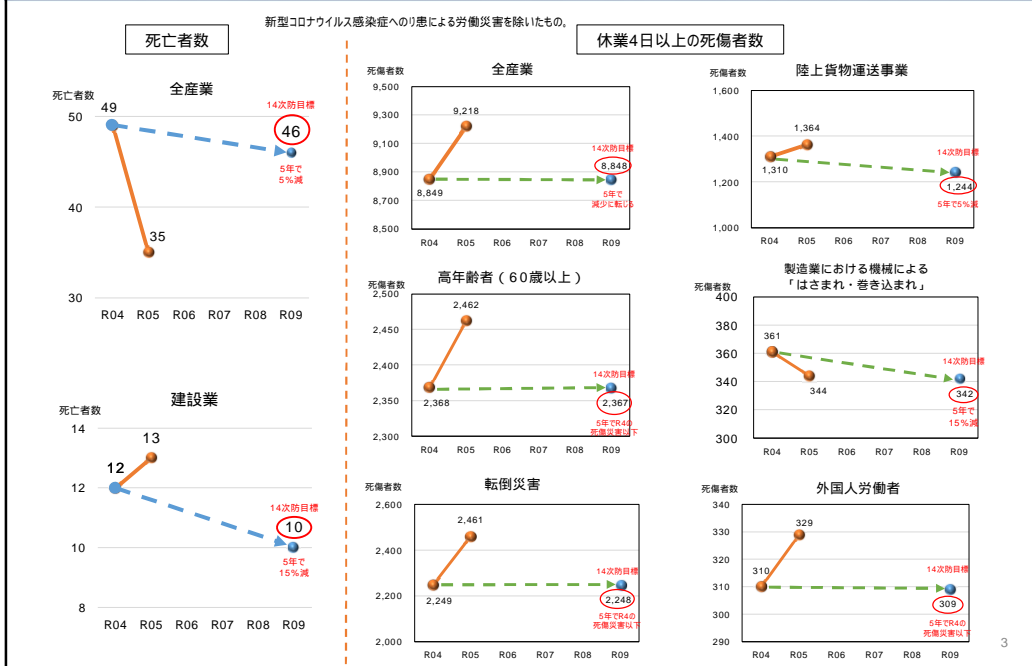 新型コロナウイルス感染症へのり患による労働災害を除いたもの。
死亡者数
全産業
死亡者数
14次防目標
49
50
46
5年で
5%減
40
35
30
R04 R05 R06 R07 R08 R09
建設業
死亡者数
14
13
12
12
14次防目標
10
10
5年で
15%減
8
R04 R05 R06 R07 R08 R09
休業4日以上の死傷者数
全産業
死傷者数
9,500
9,300
9,218
9,100
14次防目標
8,900
8,848
8,849
8,700
5年で
減少に転じる
8,500
R04 R05 R06 R07 R08 R09
陸上貨物運送事業
死傷者数
1,600
1,400
1,364
14次防目標
1,310
1,200
1,244
5年で5%減
1,000
R04 R05 R06 R07 R08 R09
高年齢者（60歳以上）
死傷者数
2,500
2,462
2,450
2,400
14次防目標
2,350
2,368
2,367
5年でR4の
死傷災害以下
2,300
R04 R05 R06 R07 R08 R09
製造業における機械による
「はさまれ・巻き込まれ」
死傷者数
400
380
361
360
14次防目標
340
344
342
320
5年で
15%減
300
R04 R05 R06 R07 R08 R09
転倒災害
死傷者数
2,600
2,461
2,400
14次防目標
2,200
2,249
2,248
5年でR4の
死傷災害以下
2,000
R04 R05 R06 R07 R08 R09
外国人労働者
死傷者数
340
330
329
320
310
310
14次防目標
309
300
5年でR4の
死傷災害以下
290
R04 R05 R06 R07 R08 R09
3